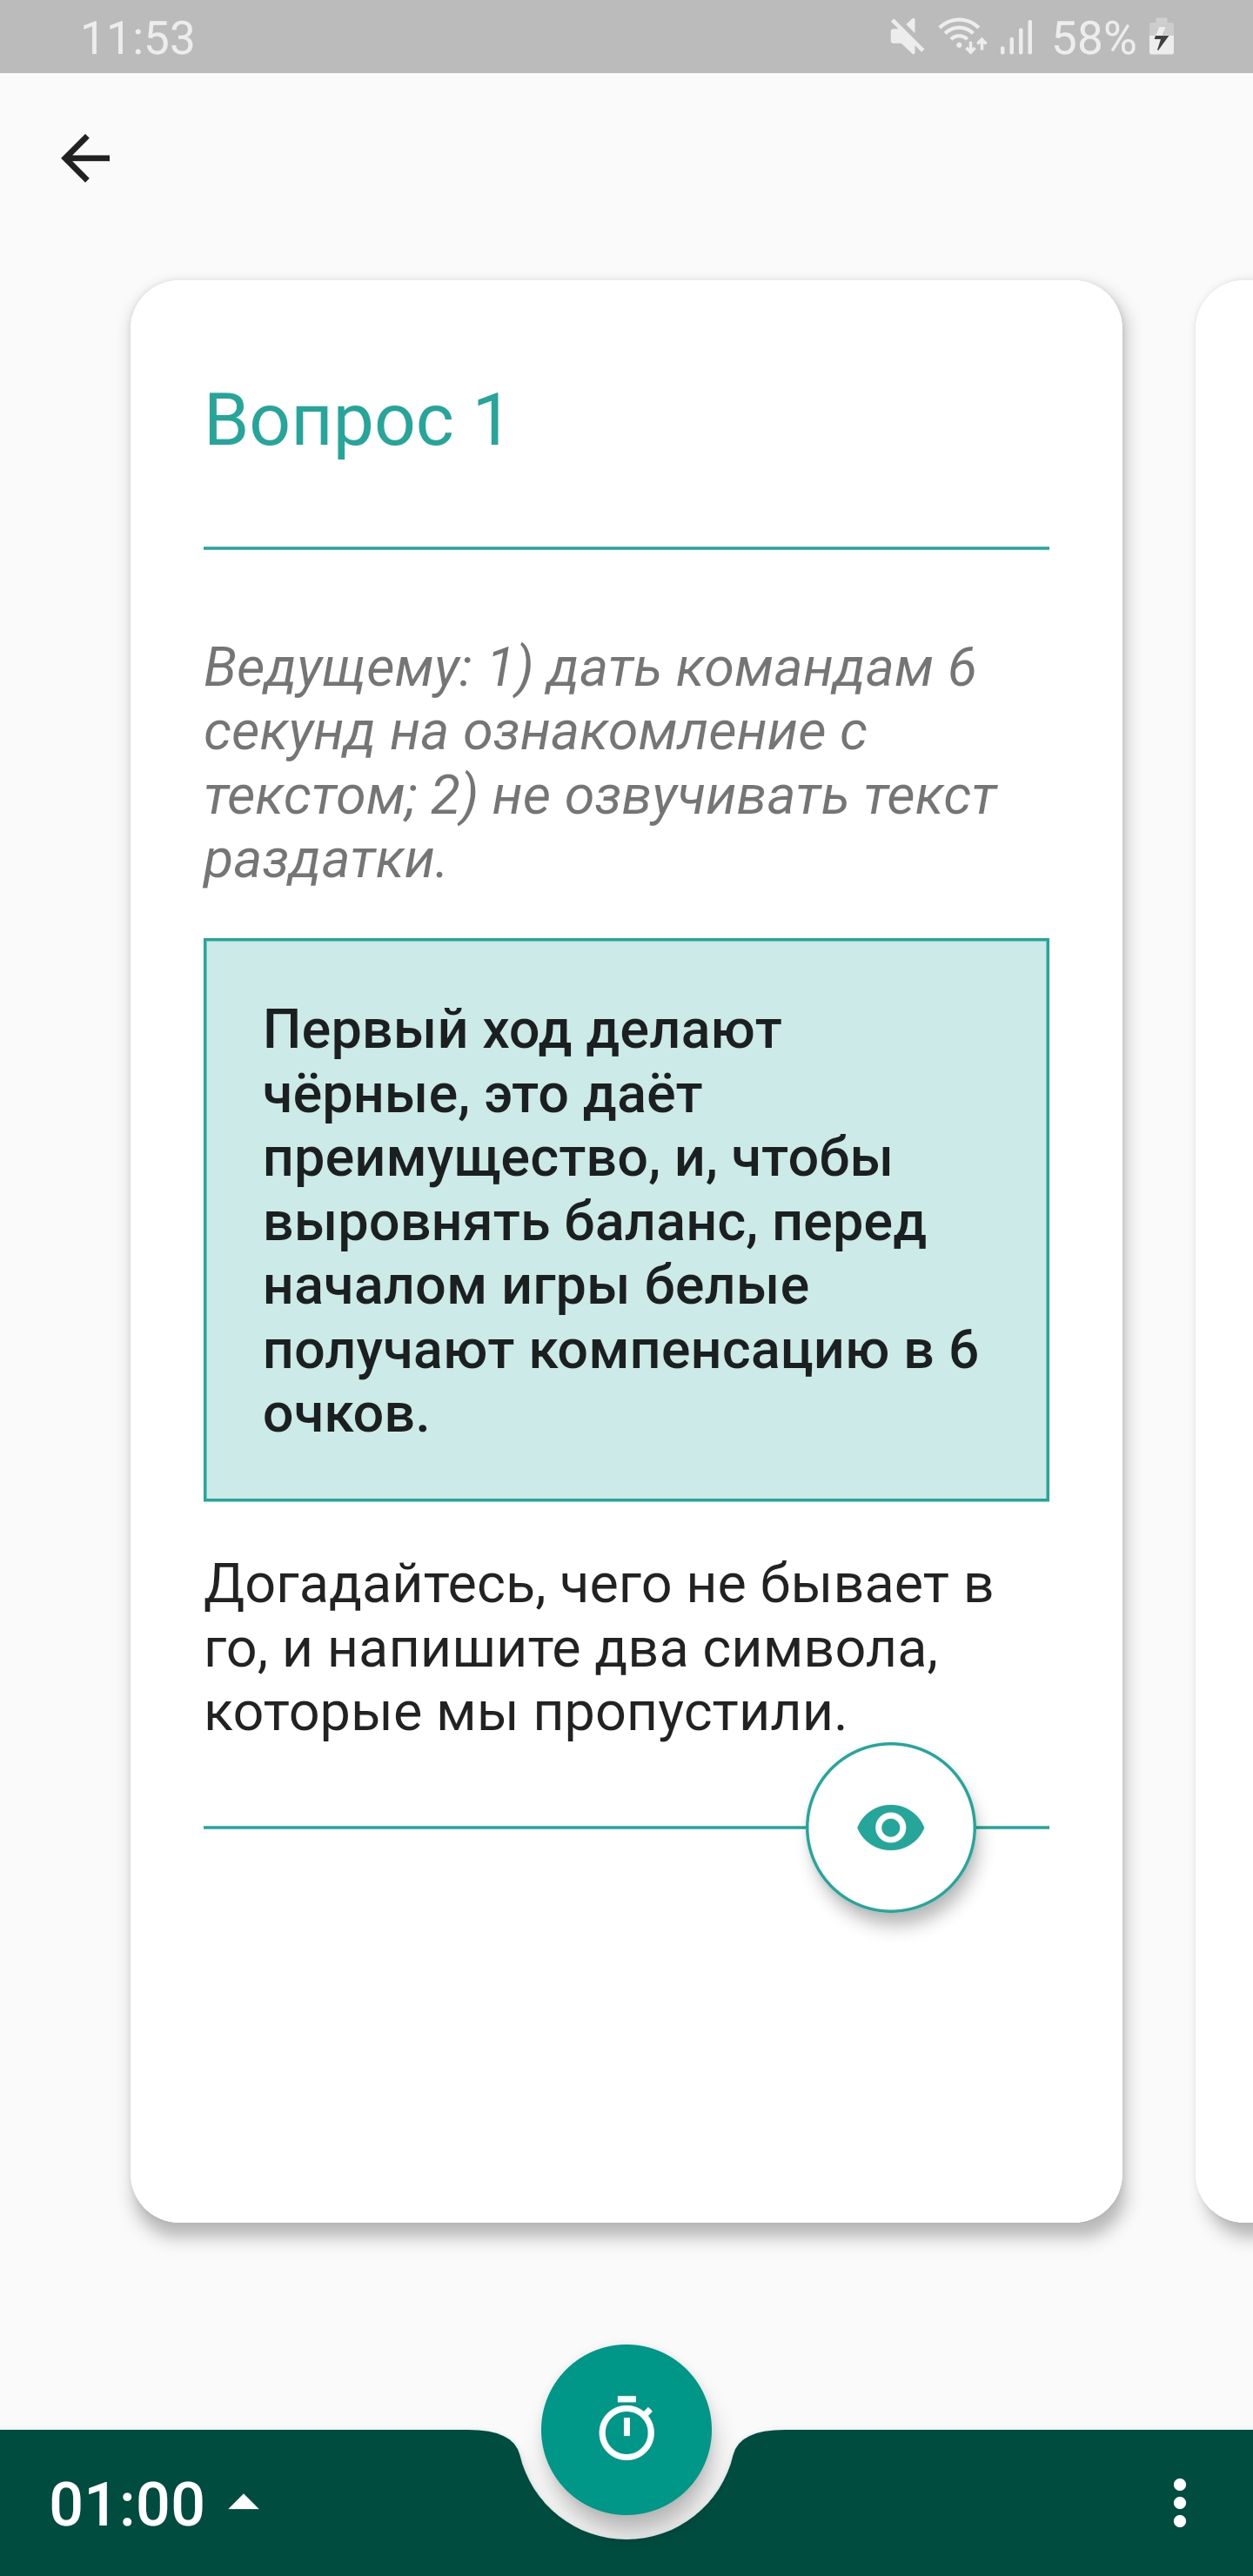 11:53
58%
Вопрос 1
Ведущему: 1) дать командам 6
секунд на ознакомление с
текстом; 2) не озвучивать текст
раздатки.
Первый ход делают
чёрные, это даёт
преимущество, и, чтобы
выровнять баланс, перед
началом игры белые
получают компенсацию в 6
очков.
Догадайтесь, чего не бывает в
го, и напишите два символа,
которые мы пропустили.
01:00